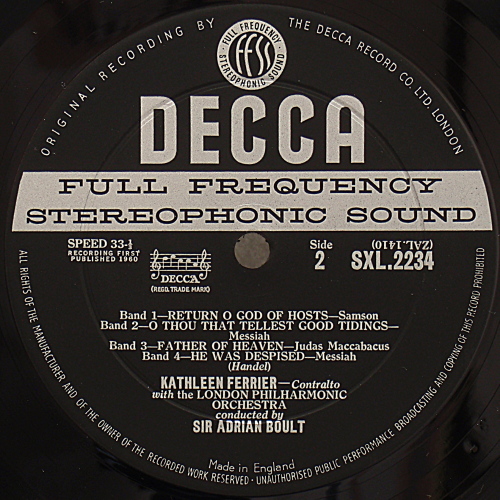 ORIGINAL RECORDING BY THE DECCA RECORD CO. LTD. LONDON
FULL FREQUENCY
ffss
STEREOPHONIC SOUND
DECCA
FULL FREQUENCY
STEREOPHONIC SOUND
SPEED 33-⅓
RECORDING FIRST
PUBLISHED 1960
DECCA
(REGD. TRADE MARK)
Side
2
(ZAL.1410)
SXL.2234
Band 1—RETURN O GOD OF HOSTS—Samson
Band 2—O THOU THAT TELLEST GOOD TIDINGS—
Messiah
Band 3—FATHER OF HEAVEN—Judas Maccabacus
Band 4—HE WAS DESPISED—Messiah
(Handel)
KATHLEEN FERRIER—Contralto
with the LONDON PHILHARMONIC
ORCHESTRA
conducted by
SIR ADRIAN BOULT
Made in England
ALL RIGHTS OF THE MANUFACTURER AND OF THE OWNER OF THE RECORDED WORK RESERVED · UNAUTHORISED PUBLIC PERFORMANCE BROADCASTING AND COPYING OF THIS RECORD PROHIBITED